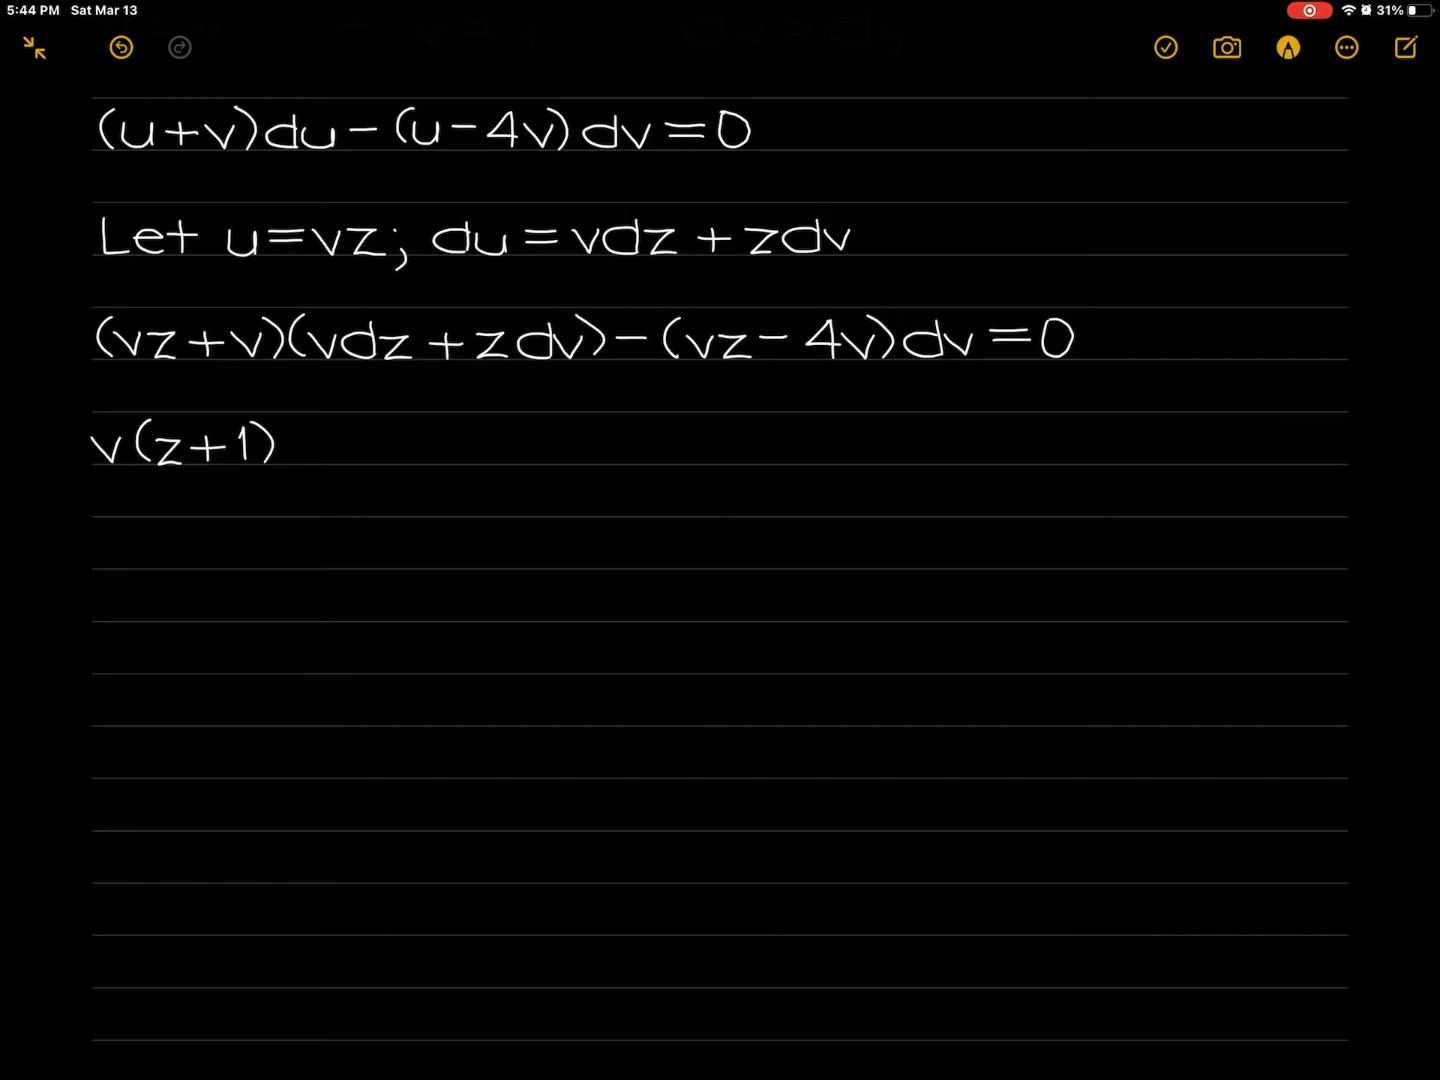 5:44 PM Sat Mar 13 31%
(u+v)du-(u-4v)dv=0
Let u=vz; du=vdz+zdv
(vz+v)(vdz+zdv)-(vz-4v)dv=0
v(z+1)